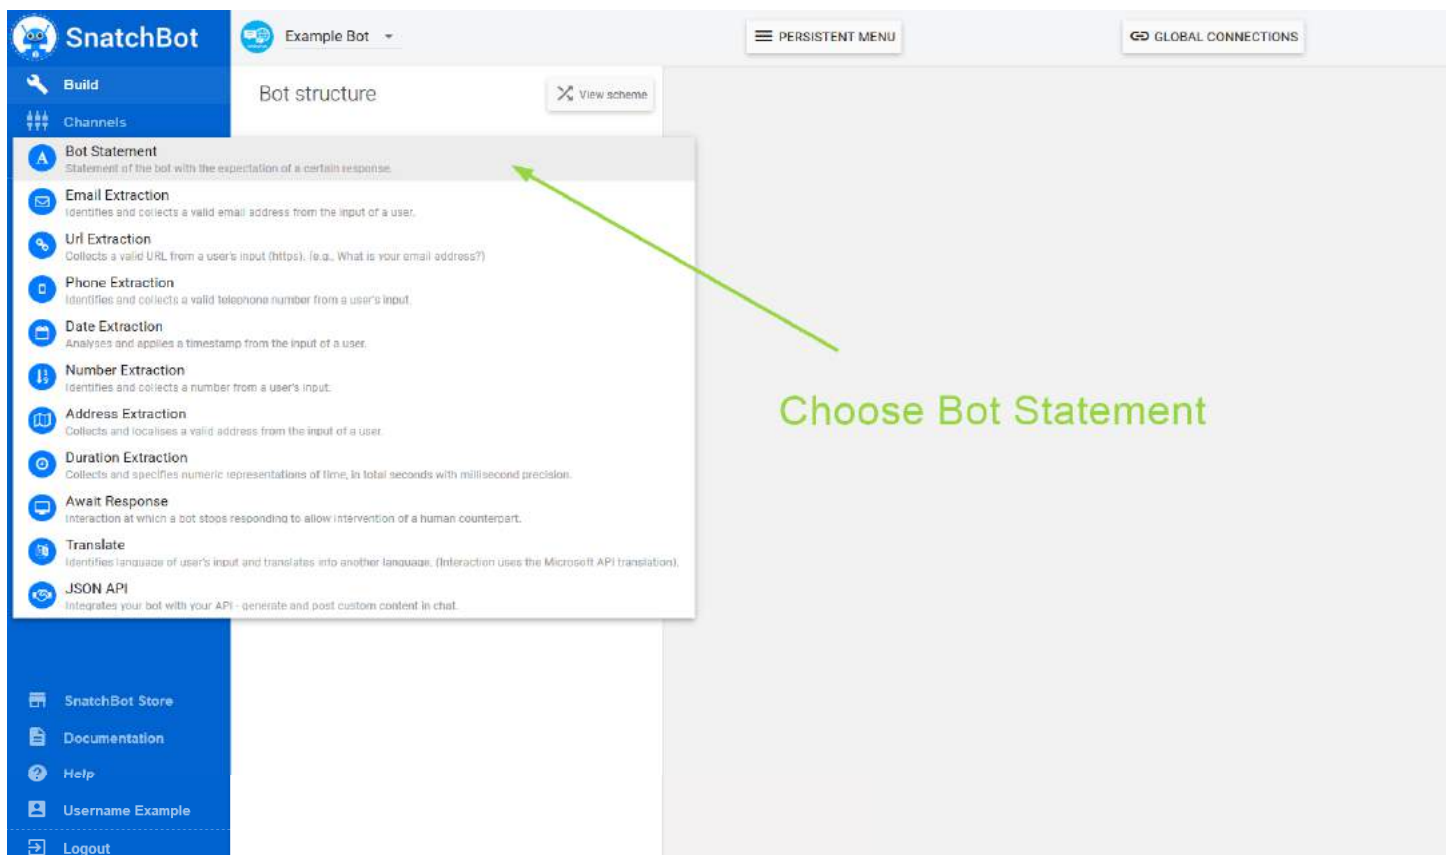 SnatchBot
Example Bot
PERSISTENT MENU
GLOBAL CONNECTIONS
Build
Bot structure
View scheme
Channels
Bot Statement
Statement of the bot with the expectation of a certain response.
Email Extraction
Identifies and collects a valid email address from the input of a user.
Url Extraction
Collects a valid URL from a user's input (https). (e.g., What is your email address?)
Phone Extraction
Identifies and collects a valid telephone number from a user's input.
Date Extraction
Analyses and applies a timestamp from the input of a user.
Number Extraction
Identifies and collects a number from a user's input.
Address Extraction
Collects and localises a valid address from the input of a user.
Choose Bot Statement
Duration Extraction
Collects and specifies numeric representations of time, in total seconds with millisecond precision.
Await Response
Interaction at which a bot stops responding to allow intervention of a human counterpart.
Translate
Identifies language of user's input and translates into another language. (Interaction uses the Microsoft API translation).
JSON API
Integrates your bot with your API - generate and post custom content in chat.
SnatchBot Store
Documentation
Help
Username Example
Logout